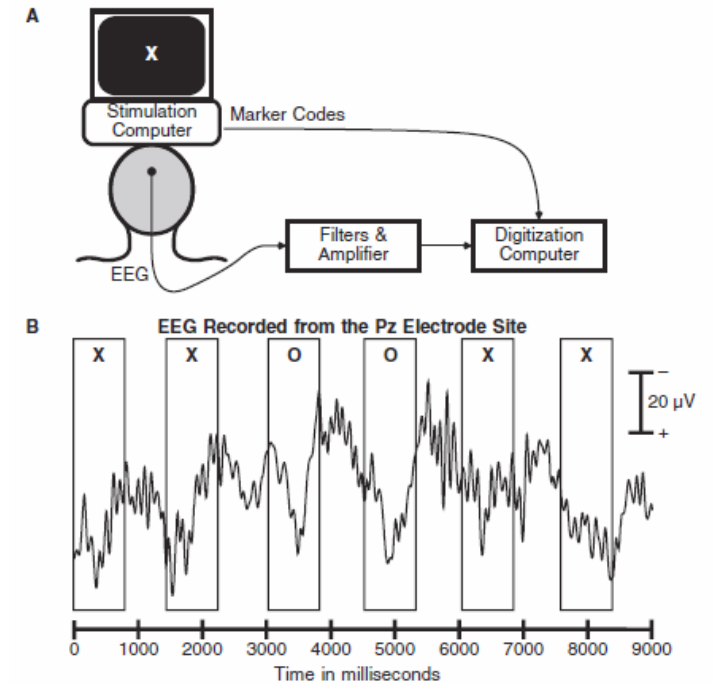 A
X
Stimulation
Computer
Marker Codes
Filters &
Amplifier
Digitization
Computer
EEG
B
EEG Recorded from the Pz Electrode Site
X X O O X X
−
20 µV
+
0 1000 2000 3000 4000 5000 6000 7000 8000 9000
Time in milliseconds